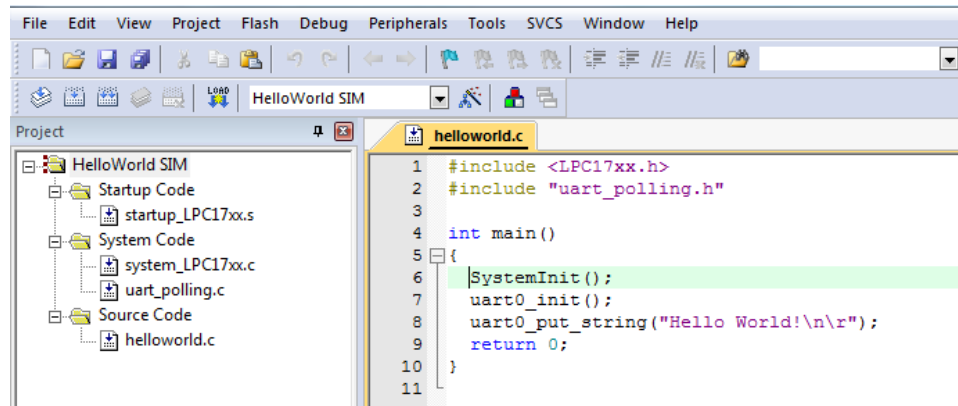 File Edit View Project Flash Debug Peripherals Tools SVCS Window Help
LOAD HelloWorld SIM
Project
helloworld.c
HelloWorld SIM
Startup Code
startup_LPC17xx.s
System Code
system_LPC17xx.c
uart_polling.c
Source Code
helloworld.c
1 #include <LPC17xx.h>
2 #include "uart_polling.h"
3
4 int main()
5 {
6 SystemInit();
7 uart0_init();
8 uart0_put_string("Hello World!\n\r");
9 return 0;
10 }
11